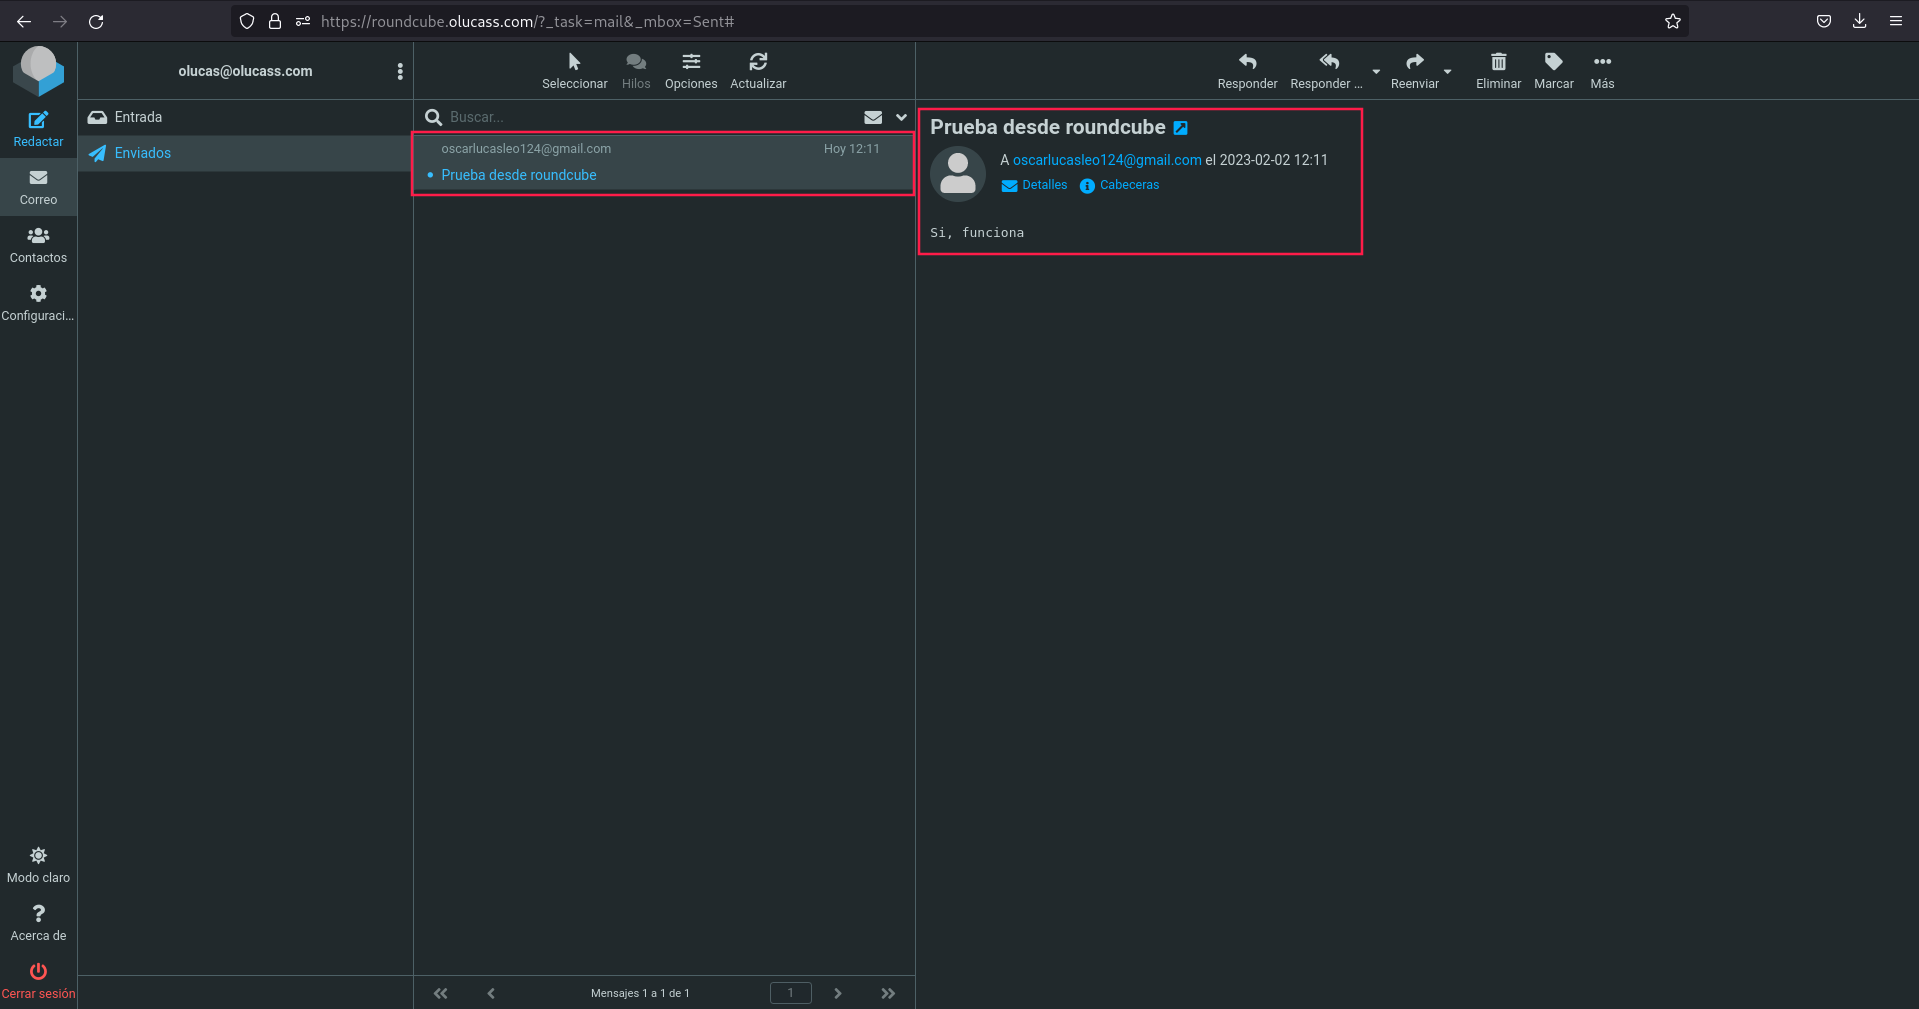 https://roundcube.olucass.com/?_task=mail&_mbox=Sent#
olucas@olucass.com
Redactar
Correo
Contactos
Configuraci...
Modo claro
Acerca de
Cerrar sesión
Entrada
Enviados
Seleccionar
Hilos
Opciones
Actualizar
Buscar...
oscarlucasleo124@gmail.com
Hoy 12:11
Prueba desde roundcube
Mensajes 1 a 1 de 1
1
Responder
Responder ...
Reenviar
Eliminar
Marcar
Más
Prueba desde roundcube
A oscarlucasleo124@gmail.com el 2023-02-02 12:11
Detalles
Cabeceras
Si, funciona